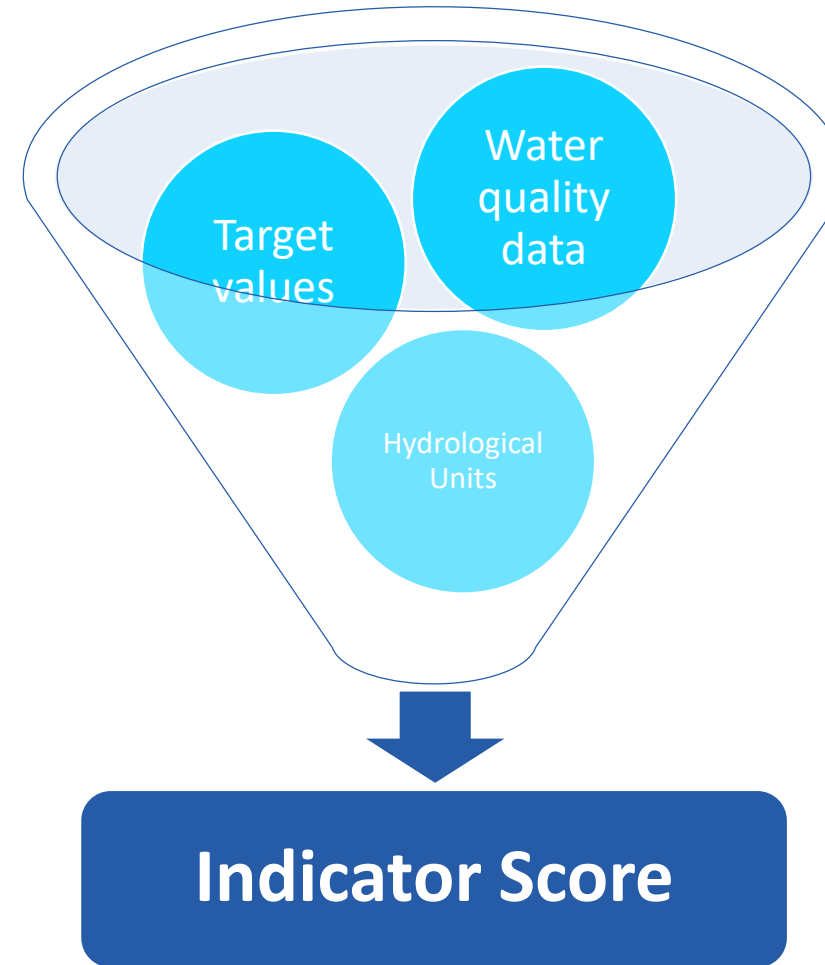 Water
quality
data
Target
values
Hydrological
Units
Indicator Score